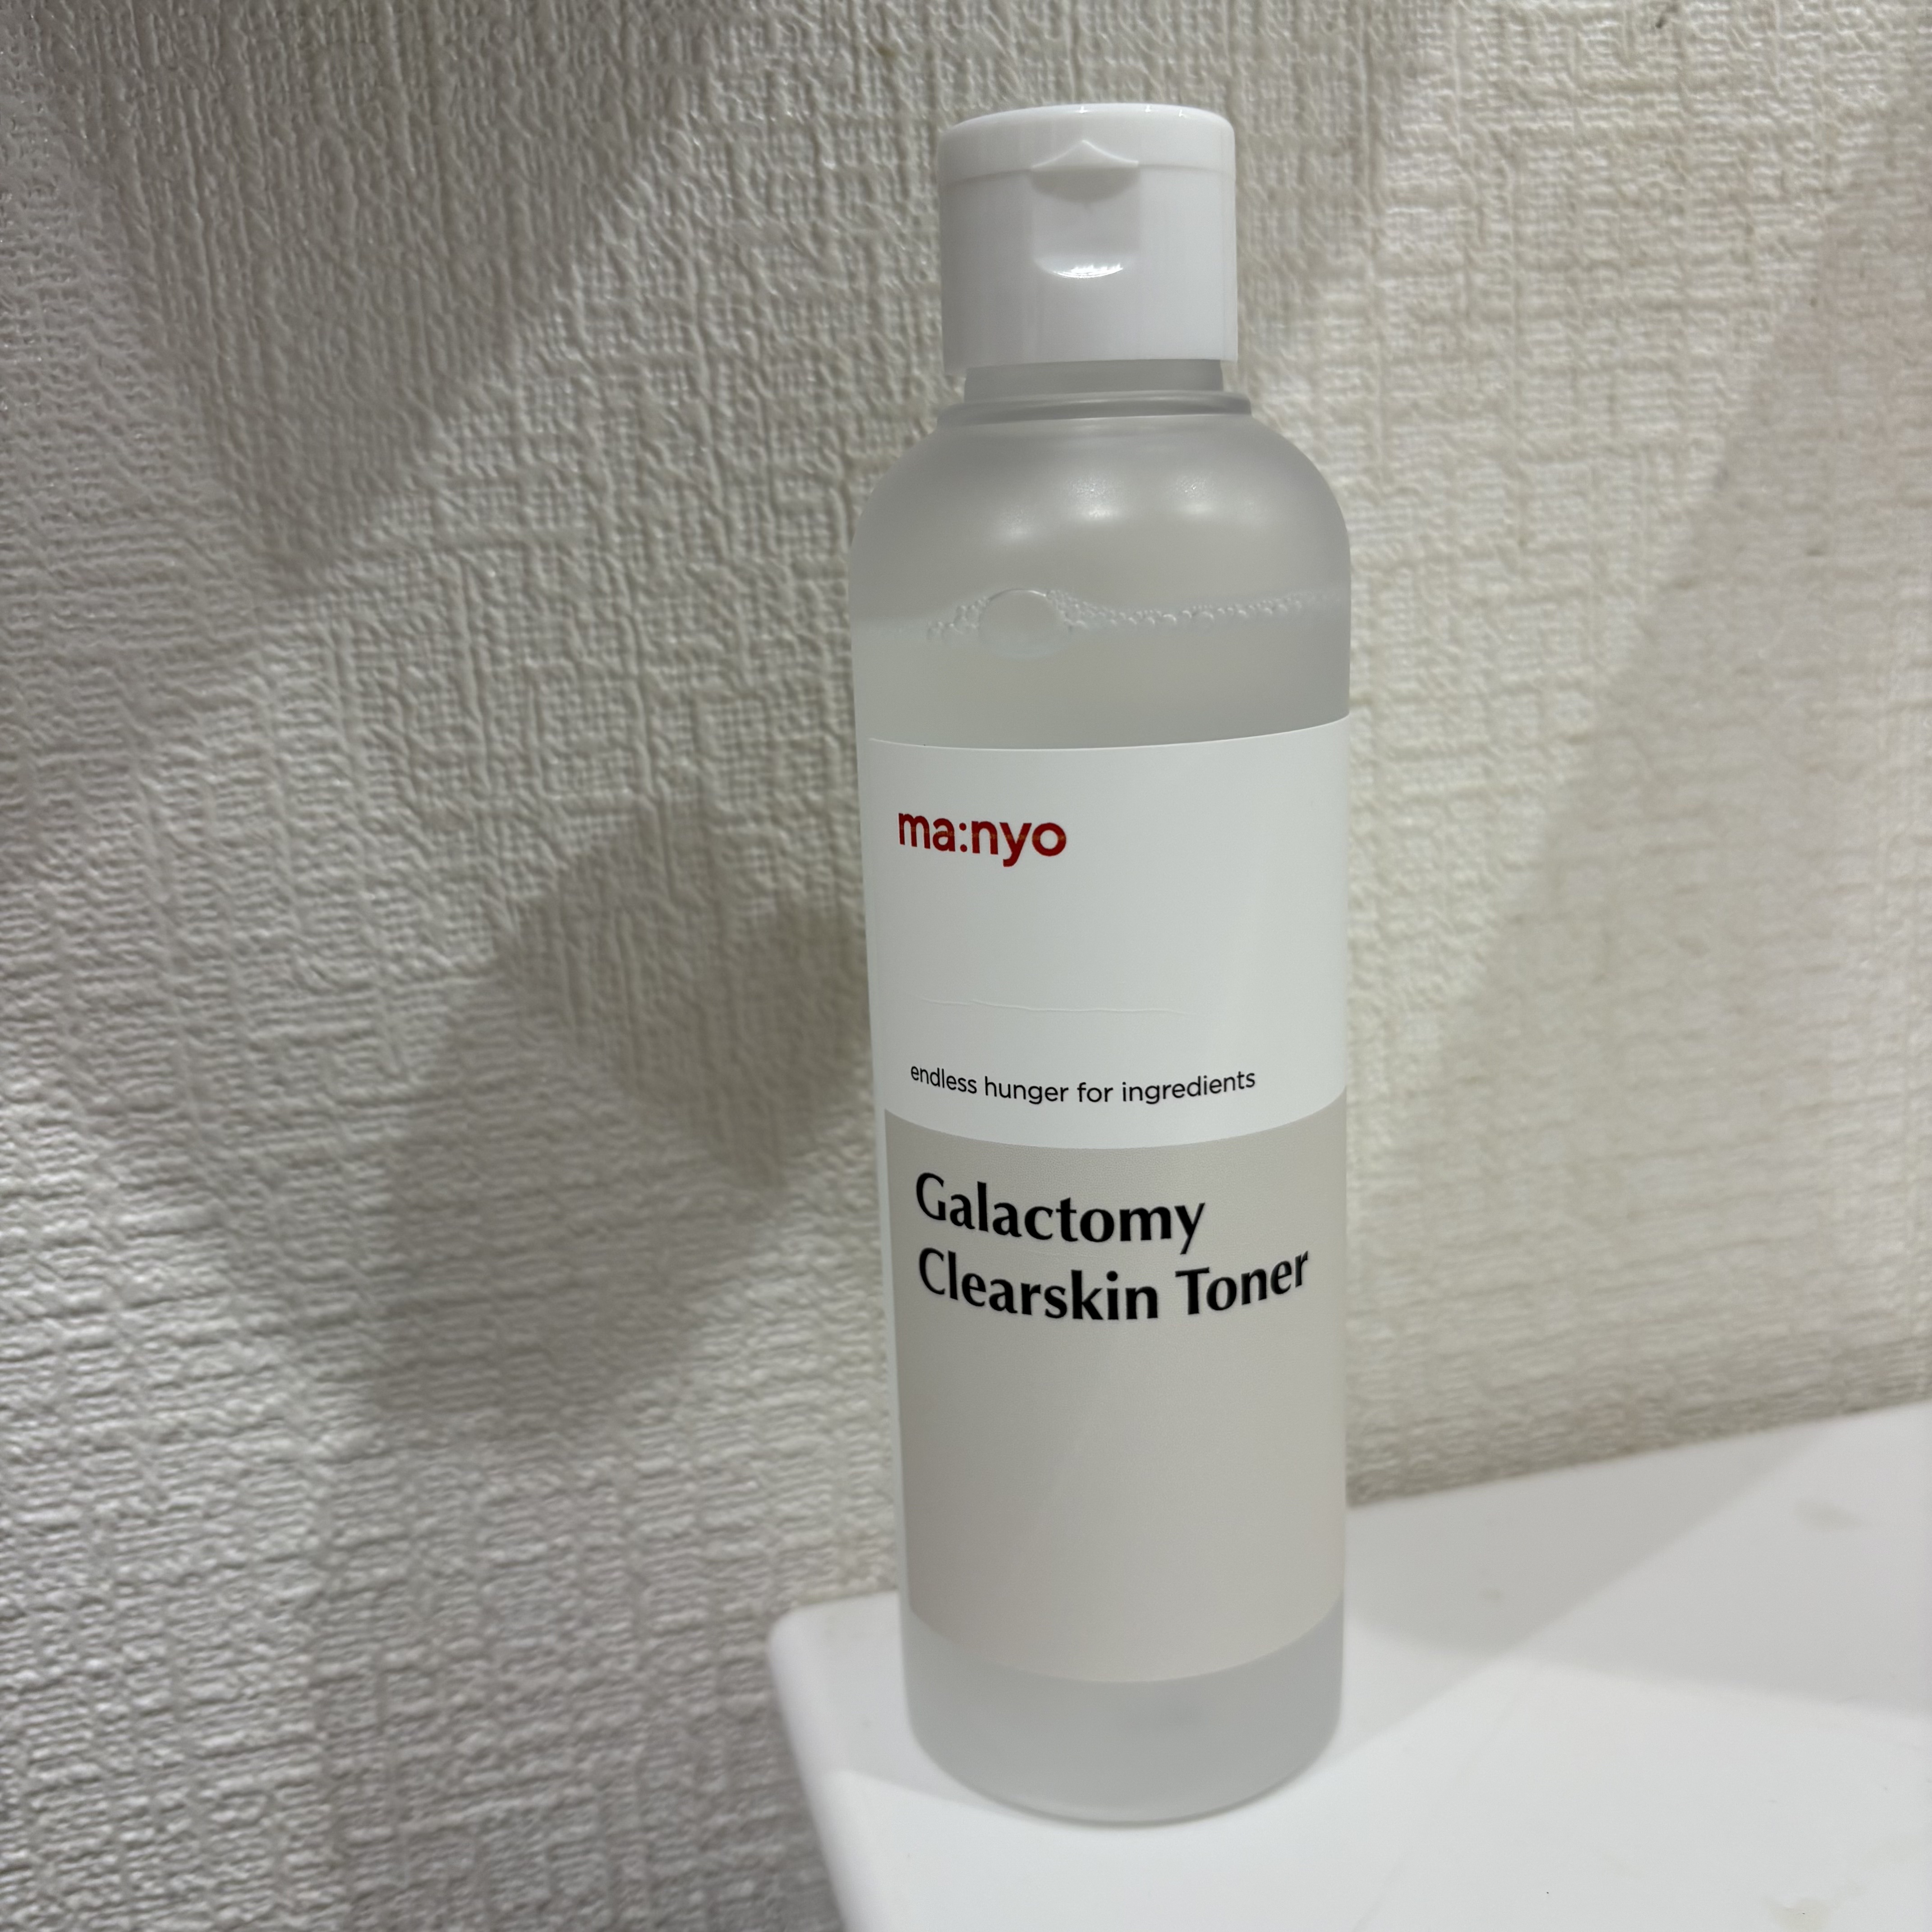 ma:nyo
endless hunger for ingredients
Galactomy
Clearskin Toner